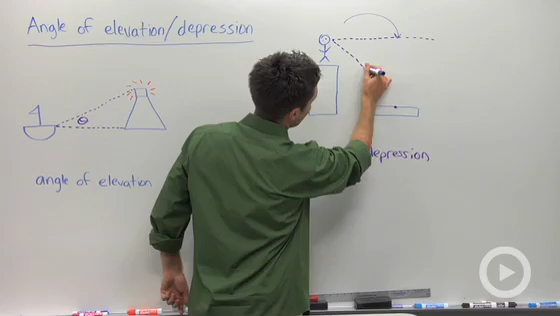 Angle of elevation/depression
θ
angle of elevation
depression